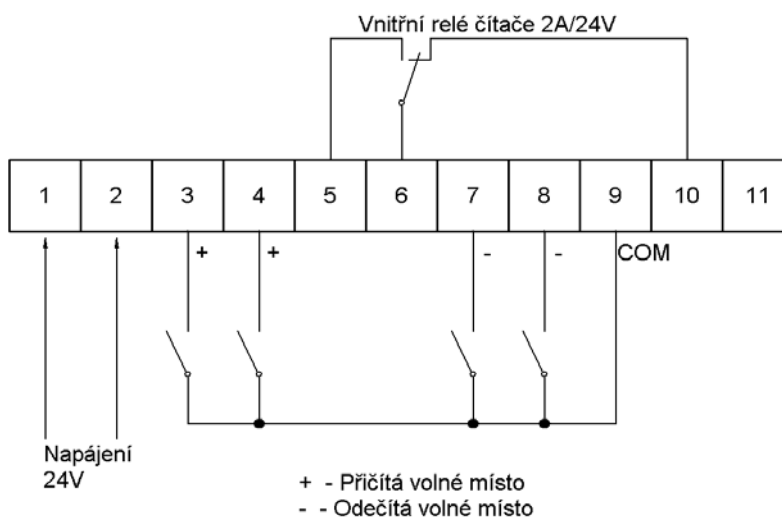 Vnitřní relé čítače 2A/24V
1 2 3 4 5 6 7 8 9 10 11
+ + - - COM
Napájení
24V
+ - Přičítá volné místo
- - Odečítá volné místo